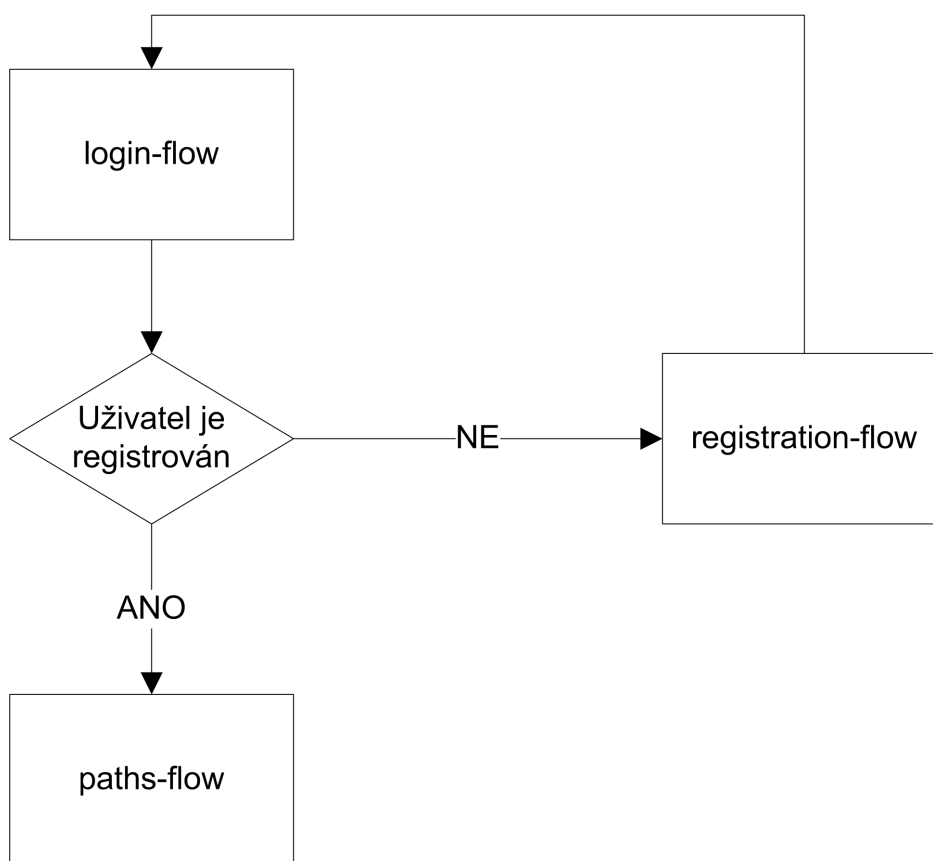 login-flow
Uživatel je
registrován
NE
registration-flow
ANO
paths-flow